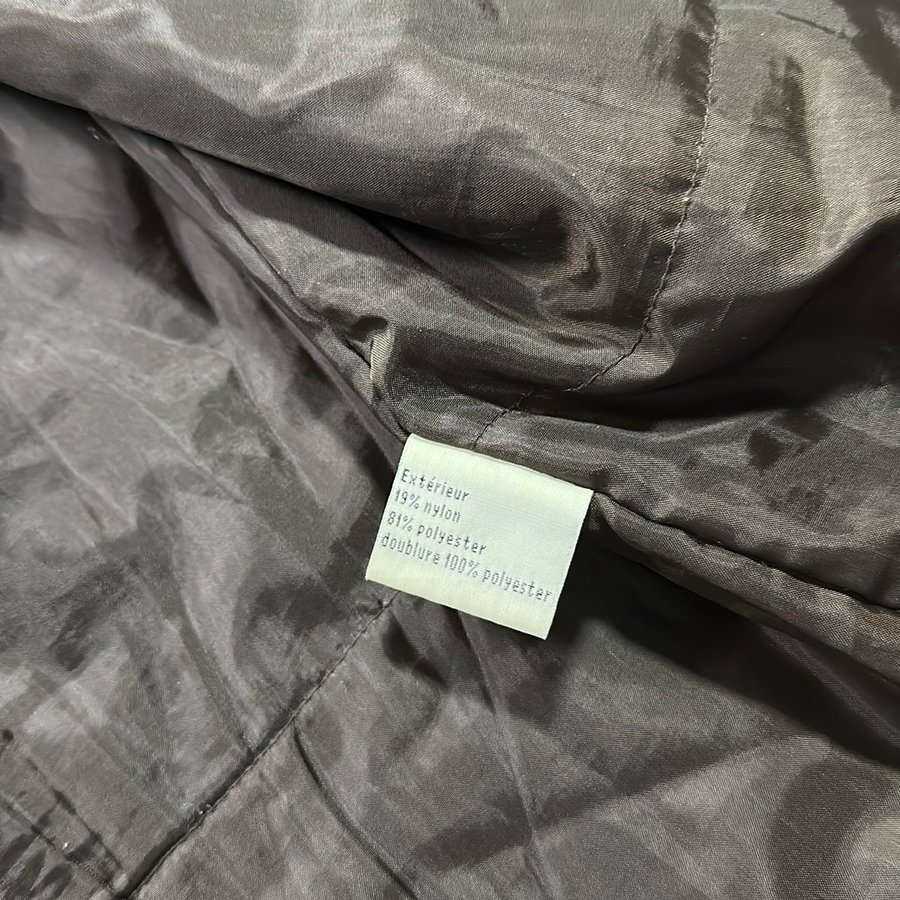 Extérieur
19% nylon
81% polyester
doublure 100% polyester